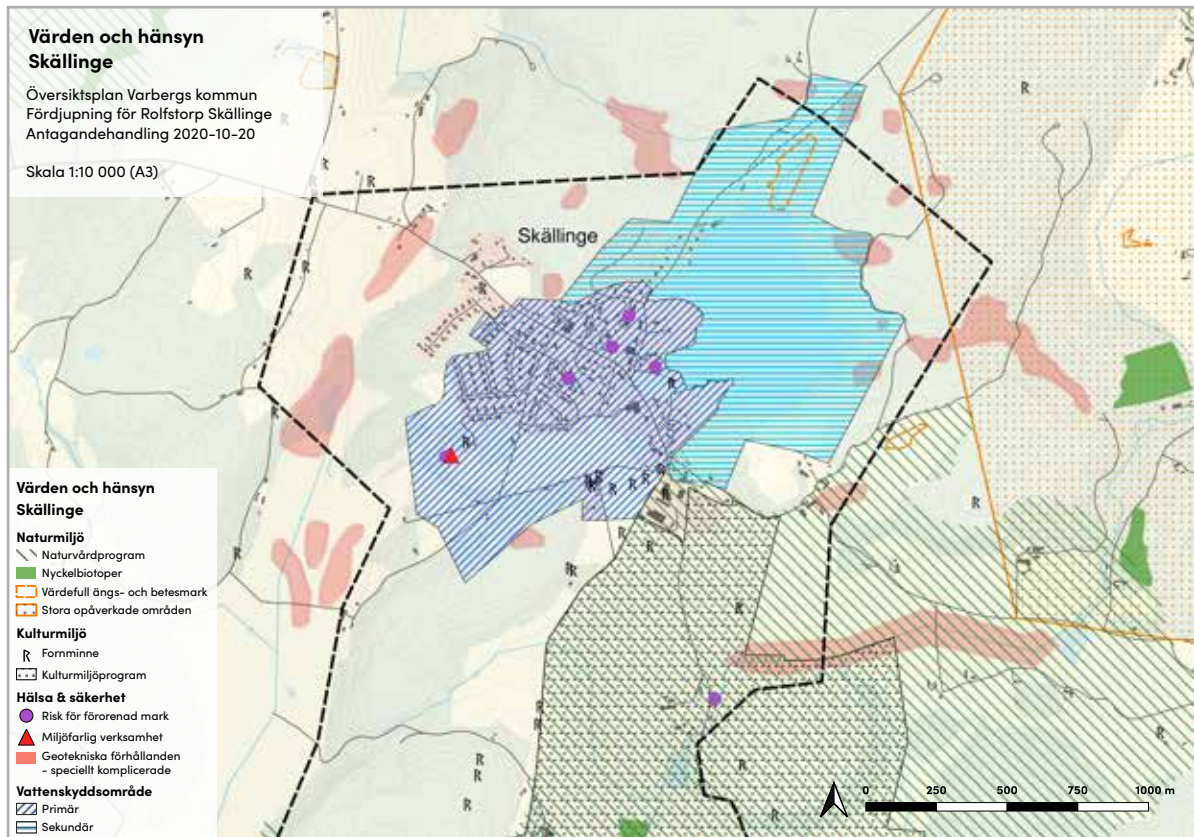 Värden och hänsyn
Skällinge
Översiktsplan Varbergs kommun
Fördjupning för Rolfstorp Skällinge
Antagandehandling 2020-10-20
Skala 1:10 000 (A3)
Skällinge
Värden och hänsyn
Skällinge
Naturmiljö
Naturvårdprogram
Nyckelbiotoper
Värdefull ängs- och betesmark
Stora opåverkade områden
Kulturmiljö
Fornminne
Kulturmiljöprogram
Hälsa & säkerhet
Risk för förorenad mark
Miljöfarlig verksamhet
Geotekniska förhållanden
- speciellt komplicerade
Vattenskyddsområde
Primär
Sekundär
0 250 500 750 1000 m